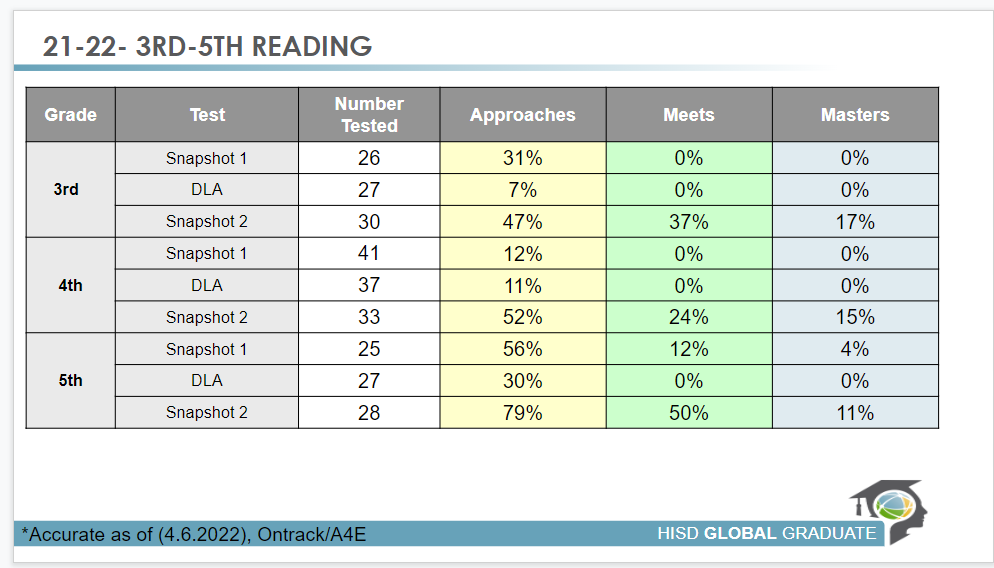 21-22- 3RD-5TH READING
Grade Test Number Tested Approaches Meets Masters
3rd Snapshot 1 26 31% 0% 0%
DLA 27 7% 0% 0%
Snapshot 2 30 47% 37% 17%
4th Snapshot 1 41 12% 0% 0%
DLA 37 11% 0% 0%
Snapshot 2 33 52% 24% 15%
5th Snapshot 1 25 56% 12% 4%
DLA 27 30% 0% 0%
Snapshot 2 28 79% 50% 11%
*Accurate as of (4.6.2022), Ontrack/A4E
HISD GLOBAL GRADUATE